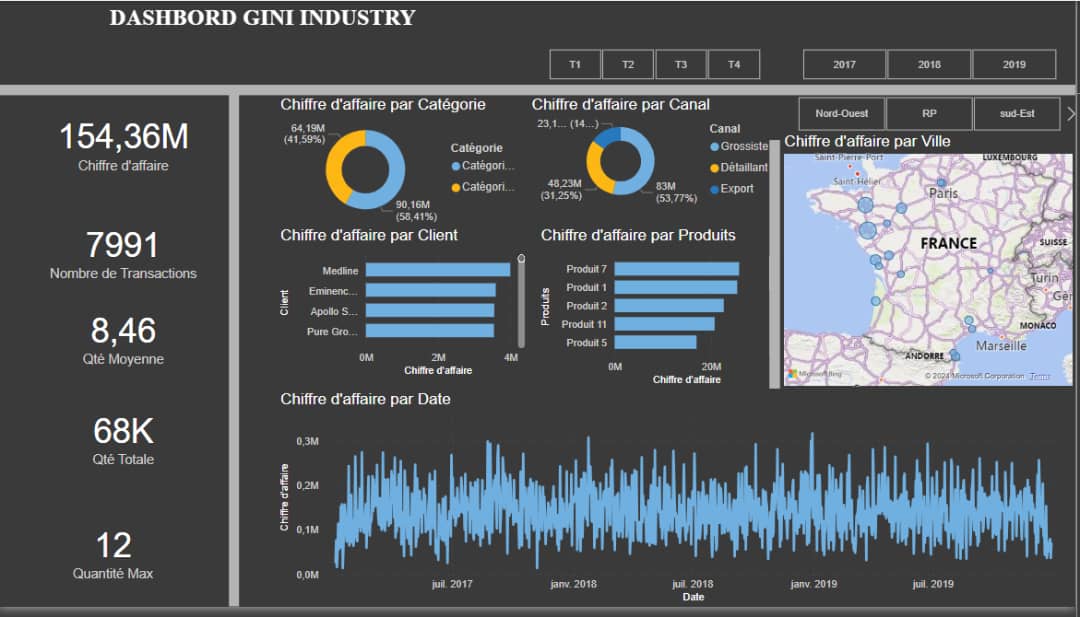 DASHBORD GINI INDUSTRY
T1 T2 T3 T4
2017 2018 2019
154,36M
Chiffre d'affaire
7991
Nombre de Transactions
8,46
Qté Moyenne
68K
Qté Totale
12
Quantité Max
Chiffre d'affaire par Catégorie
64,19M
(41,59%)
90,16M
(58,41%)
Catégorie
Catégori...
Catégori...
Chiffre d'affaire par Canal
23,1... (14...)
48,23M
(31,25%)
83M
(53,77%)
Canal
Grossiste
Détaillant
Export
Nord-Ouest RP sud-Est
Chiffre d'affaire par Ville
Saint-Pierre-Port
LUXEMBOURG
Saint-Hélier
Paris
FRANCE
SUISSE
Turin
MONACO
Marseille
ANDORRE
Microsoft Bing
© 2024 Microsoft Corporation Terms
Chiffre d'affaire par Client
Client
Medline
Eminenc...
Apollo S...
Pure Gro...
0M 2M 4M
Chiffre d'affaire
Chiffre d'affaire par Produits
Produits
Produit 7
Produit 1
Produit 2
Produit 11
Produit 5
0M 20M
Chiffre d'affaire
Chiffre d'affaire par Date
Chiffre d'affaire
0,3M
0,2M
0,1M
0,0M
juil. 2017 janv. 2018 juil. 2018 janv. 2019 juil. 2019
Date